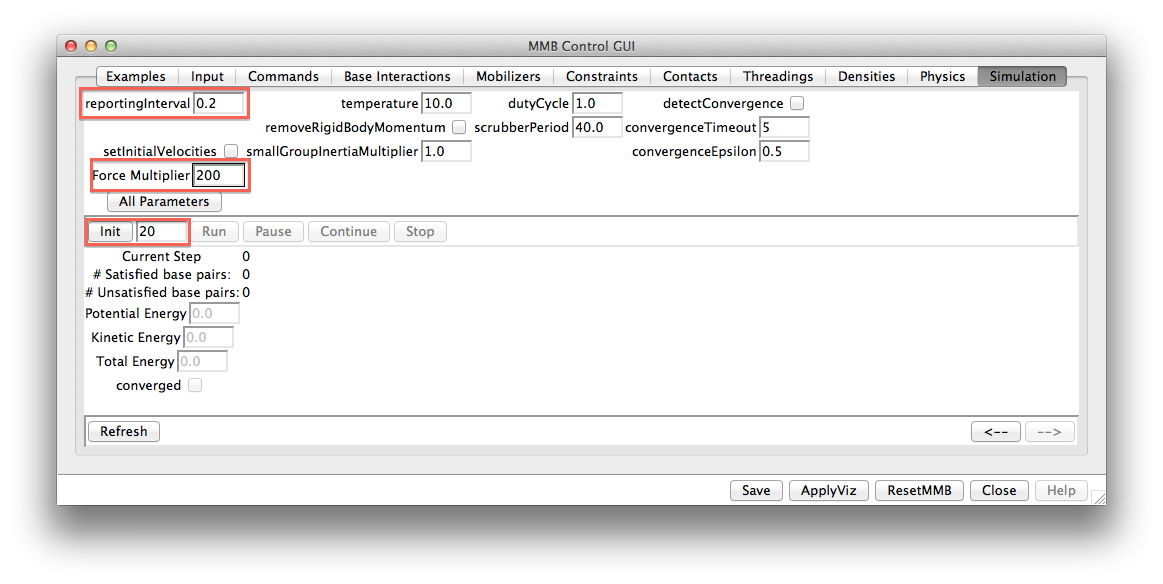 MMB Control GUI
Examples Input Commands Base Interactions Mobilizers Constraints Contacts Threadings Densities Physics Simulation
reportingInterval 0.2 temperature 10.0 dutyCycle 1.0 detectConvergence
removeRigidBodyMomentum scrubberPeriod 40.0 convergenceTimeout 5
setInitialVelocities smallGroupInertiaMultiplier 1.0 convergenceEpsilon 0.5
Force Multiplier 200
All Parameters
Init 20 Run Pause Continue Stop
Current Step 0
# Satisfied base pairs: 0
# Unsatisfied base pairs: 0
Potential Energy 0.0
Kinetic Energy 0.0
Total Energy 0.0
converged
Refresh <-- -->
Save ApplyViz ResetMMB Close Help